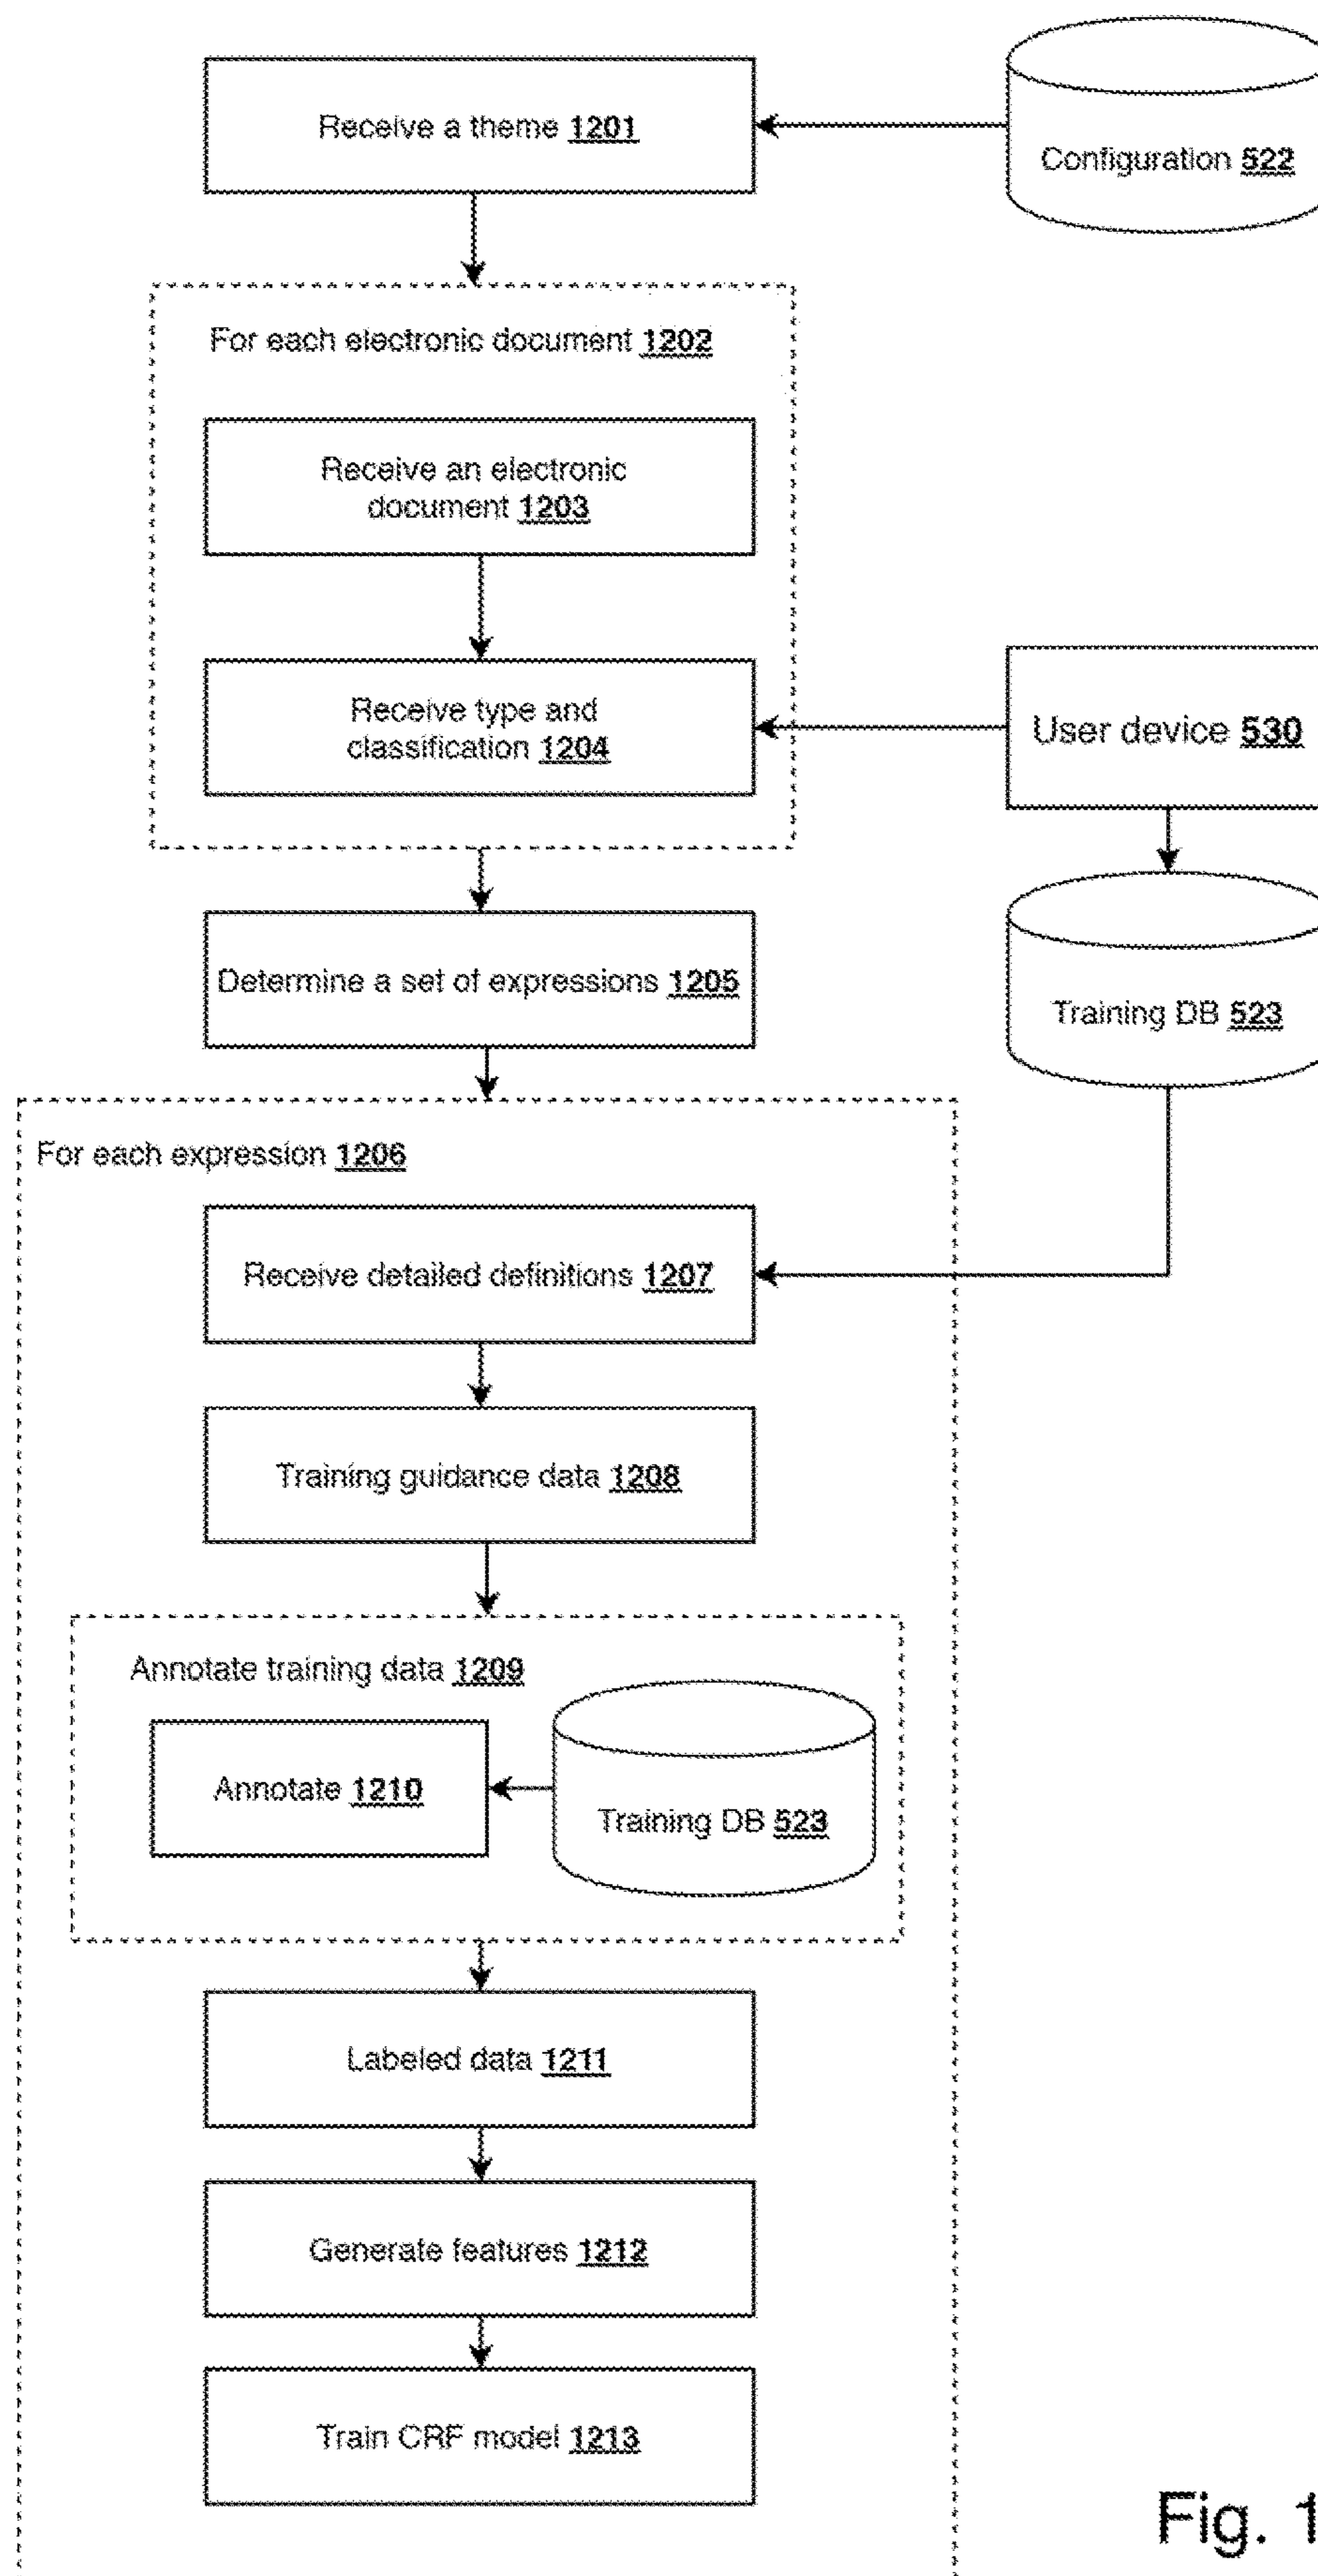 Receive a theme 1201
Configuration 522
For each electronic document 1202
Receive an electronic
document 1203
Receive type and
classification 1204
User device 530
Determine a set of expressions 1205
Training DB 523
For each expression 1206
Receive detailed definitions 1207
Training guidance data 1208
Annotate training data 1209
Annotate 1210
Training DB 523
Labeled data 1211
Generate features 1212
Train CRF model 1213
Fig. 1